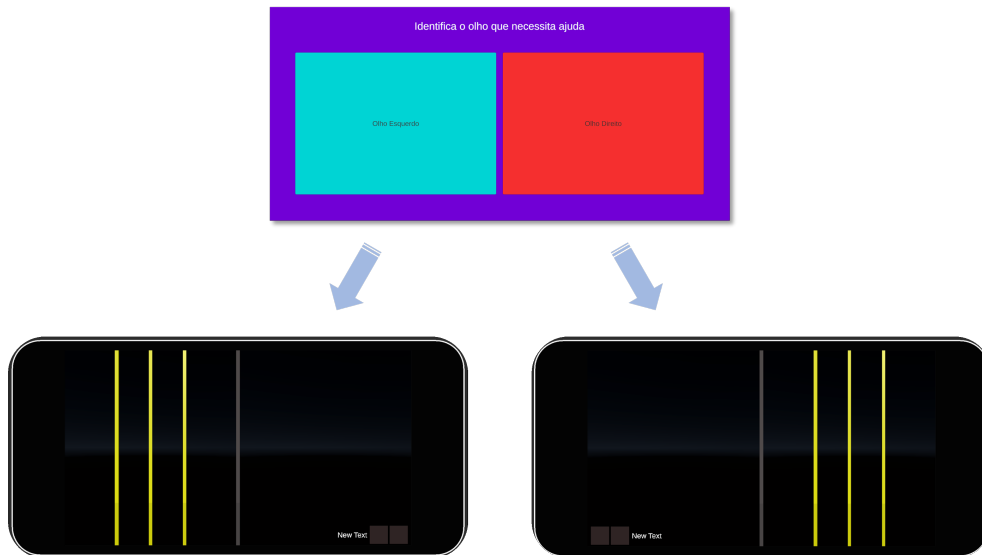 Identifica o olho que necessita ajuda
Olho Esquerdo
Olho Direito
New Text
New Text